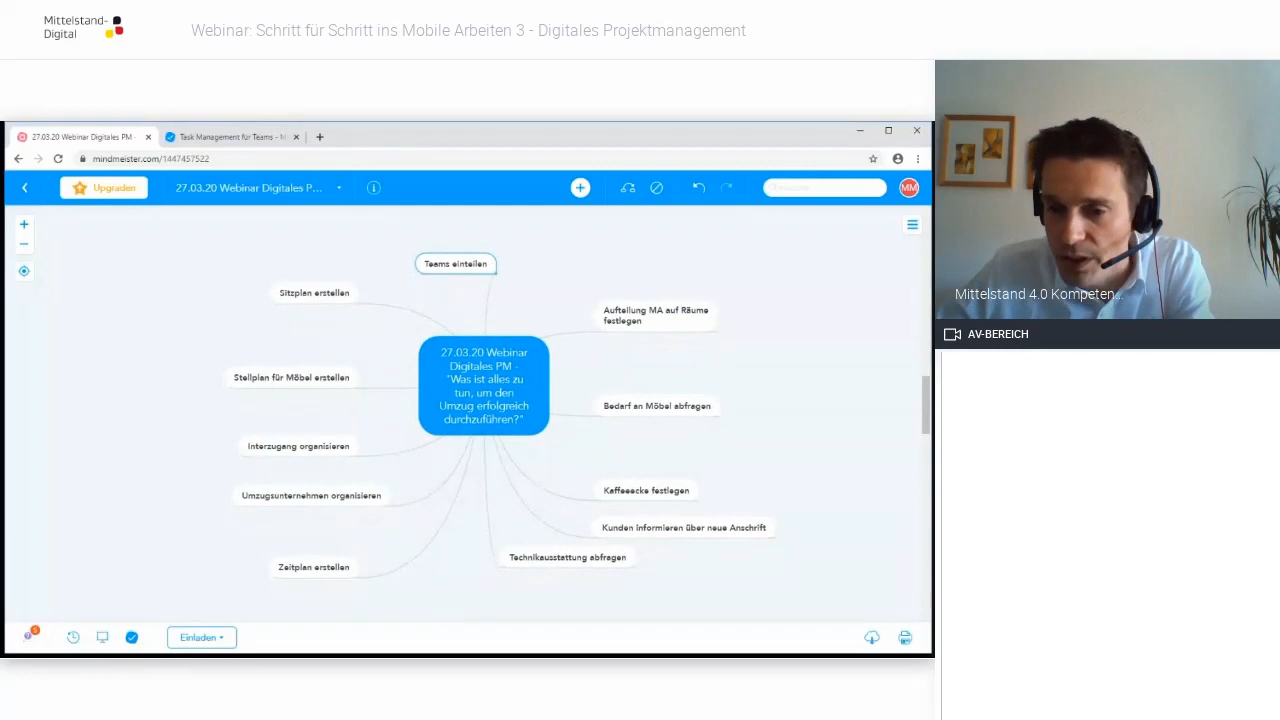 Mittelstand-
Digital
Webinar: Schritt für Schritt ins Mobile Arbeiten 3 - Digitales Projektmanagement
27.03.20 Webinar Digitales PM -
Task Management für Teams - M
mindmeister.com/1447457522
Upgraden
27.03.20 Webinar Digitales P...
MM
Teams einteilen
Sitzplan erstellen
Aufteilung MA auf Räume
festlegen
27.03.20 Webinar
Digitales PM -
"Was ist alles zu
tun, um den
Umzug erfolgreich
durchzuführen?"
Stellplan für Möbel erstellen
Bedarf an Möbel abfragen
Interzugang organisieren
Umzugsunternehmen organisieren
Kaffeeecke festlegen
Kunden informieren über neue Anschrift
Technikausstattung abfragen
Zeitplan erstellen
Einladen
Mittelstand 4.0 Kompeten...
AV-BEREICH